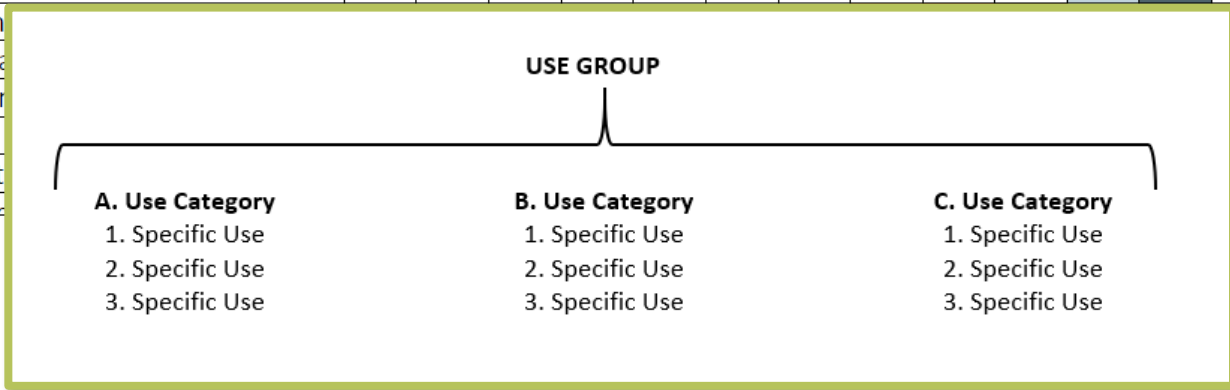 USE GROUP
A. Use Category
1. Specific Use
2. Specific Use
3. Specific Use
B. Use Category
1. Specific Use
2. Specific Use
3. Specific Use
C. Use Category
1. Specific Use
2. Specific Use
3. Specific Use